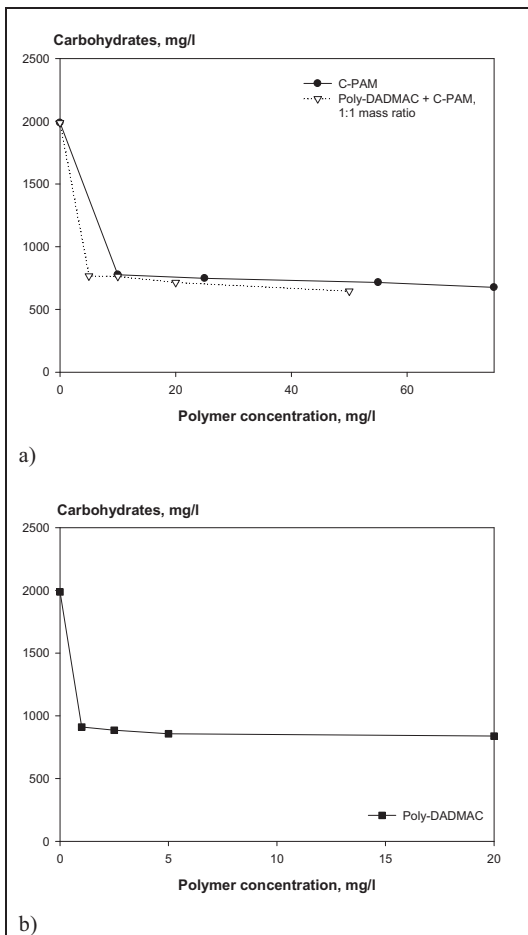 Carbohydrates, mg/l
2500
C-PAM
Poly-DADMAC + C-PAM,
1:1 mass ratio
2000
1500
1000
500
0
0 20 40 60
Polymer concentration, mg/l
a)
Carbohydrates, mg/l
2500
2000
1500
1000
500
Poly-DADMAC
0
0 5 10 15 20
Polymer concentration, mg/l
b)